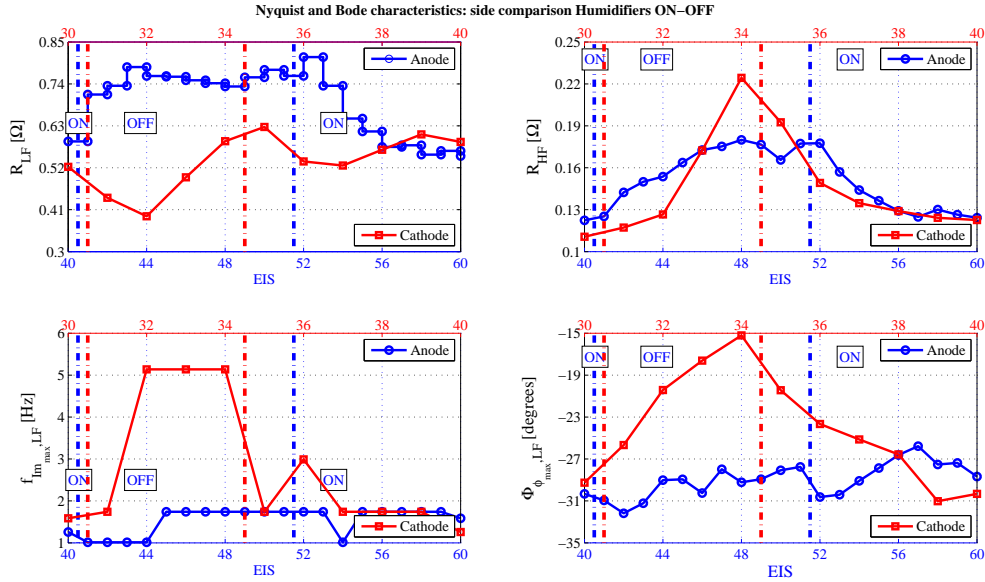 Nyquist and Bode characteristics: side comparison Humidifiers ON−OFF
30 32 34 36 38 40
0.85
0.74
0.63
0.52
0.41
0.3
R_LF [Ω]
ON
OFF
ON
Anode
Cathode
40 44 48 52 56 60
EIS
30 32 34 36 38 40
0.25
0.22
0.19
0.16
0.13
0.1
R_HF [Ω]
ON
OFF
ON
Anode
Cathode
40 44 48 52 56 60
EIS
30 32 34 36 38 40
6
5
4
3
2
1
f_Im_max,LF [Hz]
ON
OFF
ON
Anode
Cathode
40 44 48 52 56 60
EIS
30 32 34 36 38 40
−15
−19
−23
−27
−31
−35
Φ_ϕ_max,LF [degrees]
ON
OFF
ON
Anode
Cathode
40 44 48 52 56 60
EIS